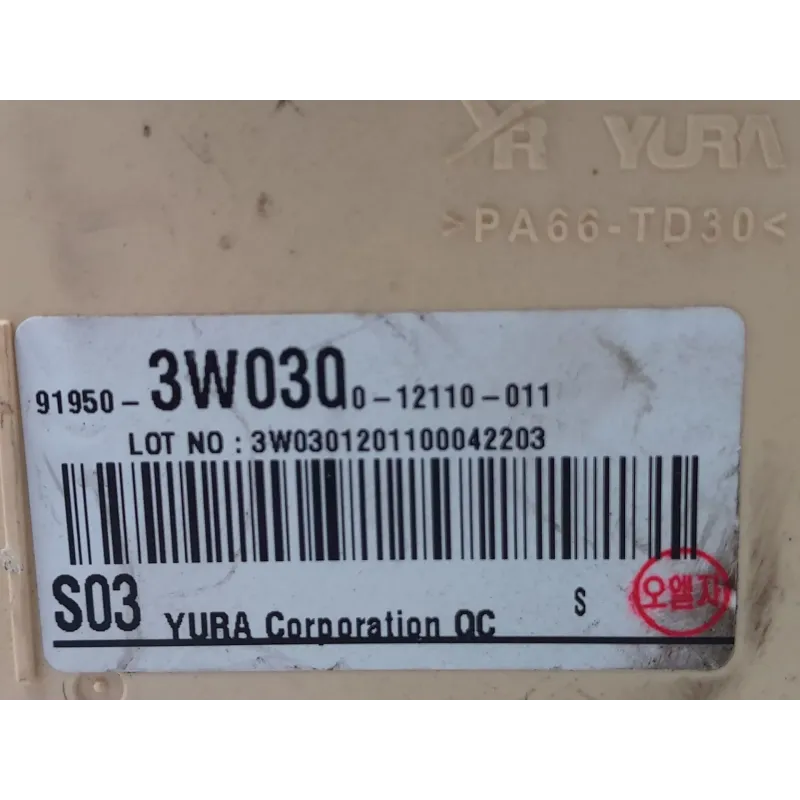 YR YURA
>PA66-TD30<
91950-3W030 0-12110-011
LOT NO : 3W0301201100042203
S03 YURA Corporation QC S
오엘지